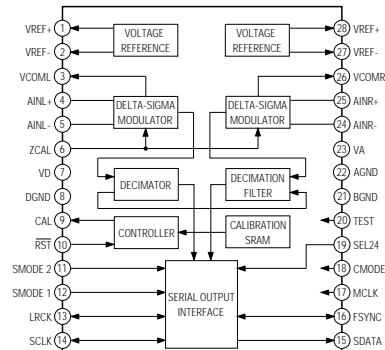 VREF+ 1 VOLTAGE REFERENCE VOLTAGE REFERENCE 28 VREF+
VREF- 2 27 VREF-
VCOML 3 26 VCOMR
AINL+ 4 DELTA-SIGMA MODULATOR DELTA-SIGMA MODULATOR 25 AINR+
AINL- 5 24 AINR-
ZCAL 6 23 VA
VD 7 DECIMATOR DECIMATION FILTER 22 AGND
DGND 8 21 BGND
CAL 9 CONTROLLER CALIBRATION SRAM 20 TEST
RST 10 19 SEL24
SMODE 2 11 SERIAL OUTPUT INTERFACE 18 CMODE
SMODE 1 12 17 MCLK
LRCK 13 16 FSYNC
SCLK 14 15 SDATA